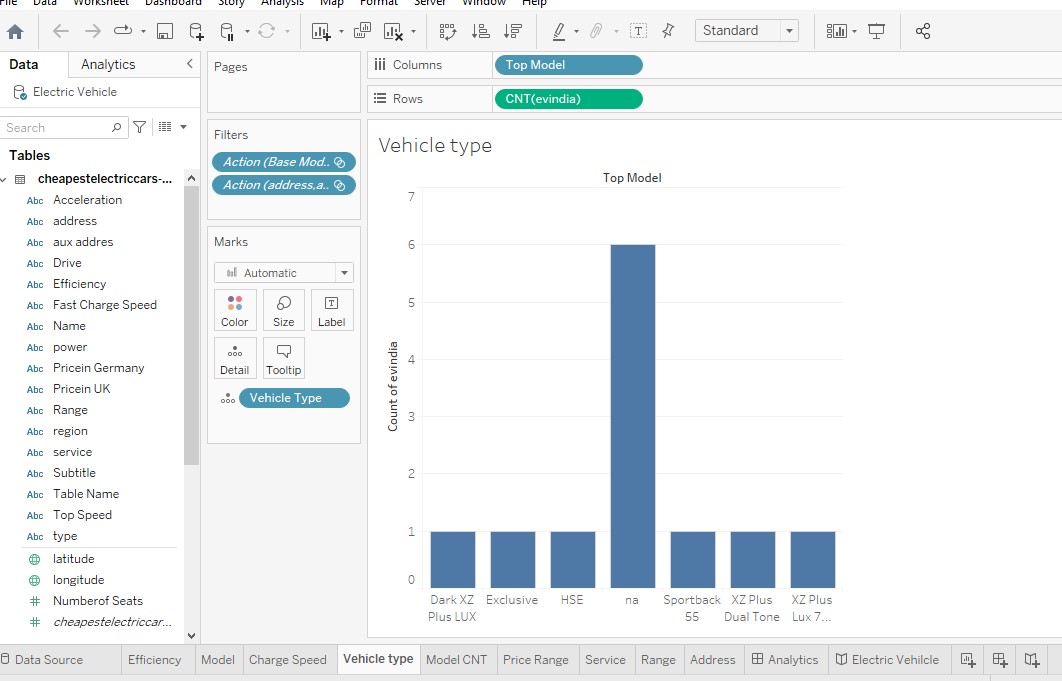 File Data Worksheet Dashboard Story Analysis Map Format Server Window Help
Standard
Data Analytics
Electric Vehicle
Search
Tables
cheapestelectriccars-...
Abc Acceleration
Abc address
Abc aux addres
Abc Drive
Abc Efficiency
Abc Fast Charge Speed
Abc Name
Abc power
Abc Pricein Germany
Abc Pricein UK
Abc Range
Abc region
Abc service
Abc Subtitle
Abc Table Name
Abc Top Speed
Abc type
latitude
longitude
# Numberof Seats
# cheapestelectriccar...
Pages
Filters
Action (Base Mod..
Action (address,a..
Marks
Automatic
Color Size Label
Detail Tooltip
Vehicle Type
Columns Top Model
Rows CNT(evindia)
Vehicle type
Top Model
7
6
5
4
3
2
1
0
Count of evindia
Dark XZ Plus LUX
Exclusive
HSE
na
Sportback 55
XZ Plus Dual Tone
XZ Plus Lux 7...
Data Source Efficiency Model Charge Speed Vehicle type Model CNT Price Range Service Range Address Analytics Electric Vehilcle